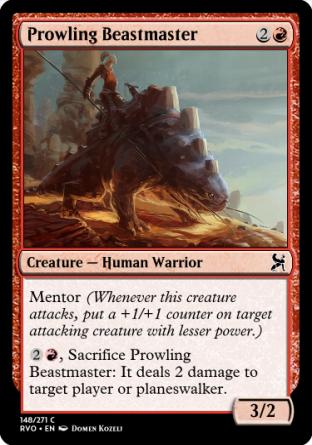 Prowling Beastmaster 2
Creature — Human Warrior
Mentor (Whenever this creature
attacks, put a +1/+1 counter on target
attacking creature with lesser power.)
2 , Sacrifice Prowling
Beastmaster: It deals 2 damage to
target player or planeswalker.
3/2
148/271 C
RVO • EN Domen Kozelj